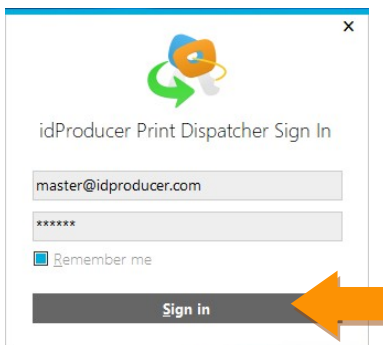 x
idProducer Print Dispatcher Sign In
master@idproducer.com
******
Remember me
Sign in